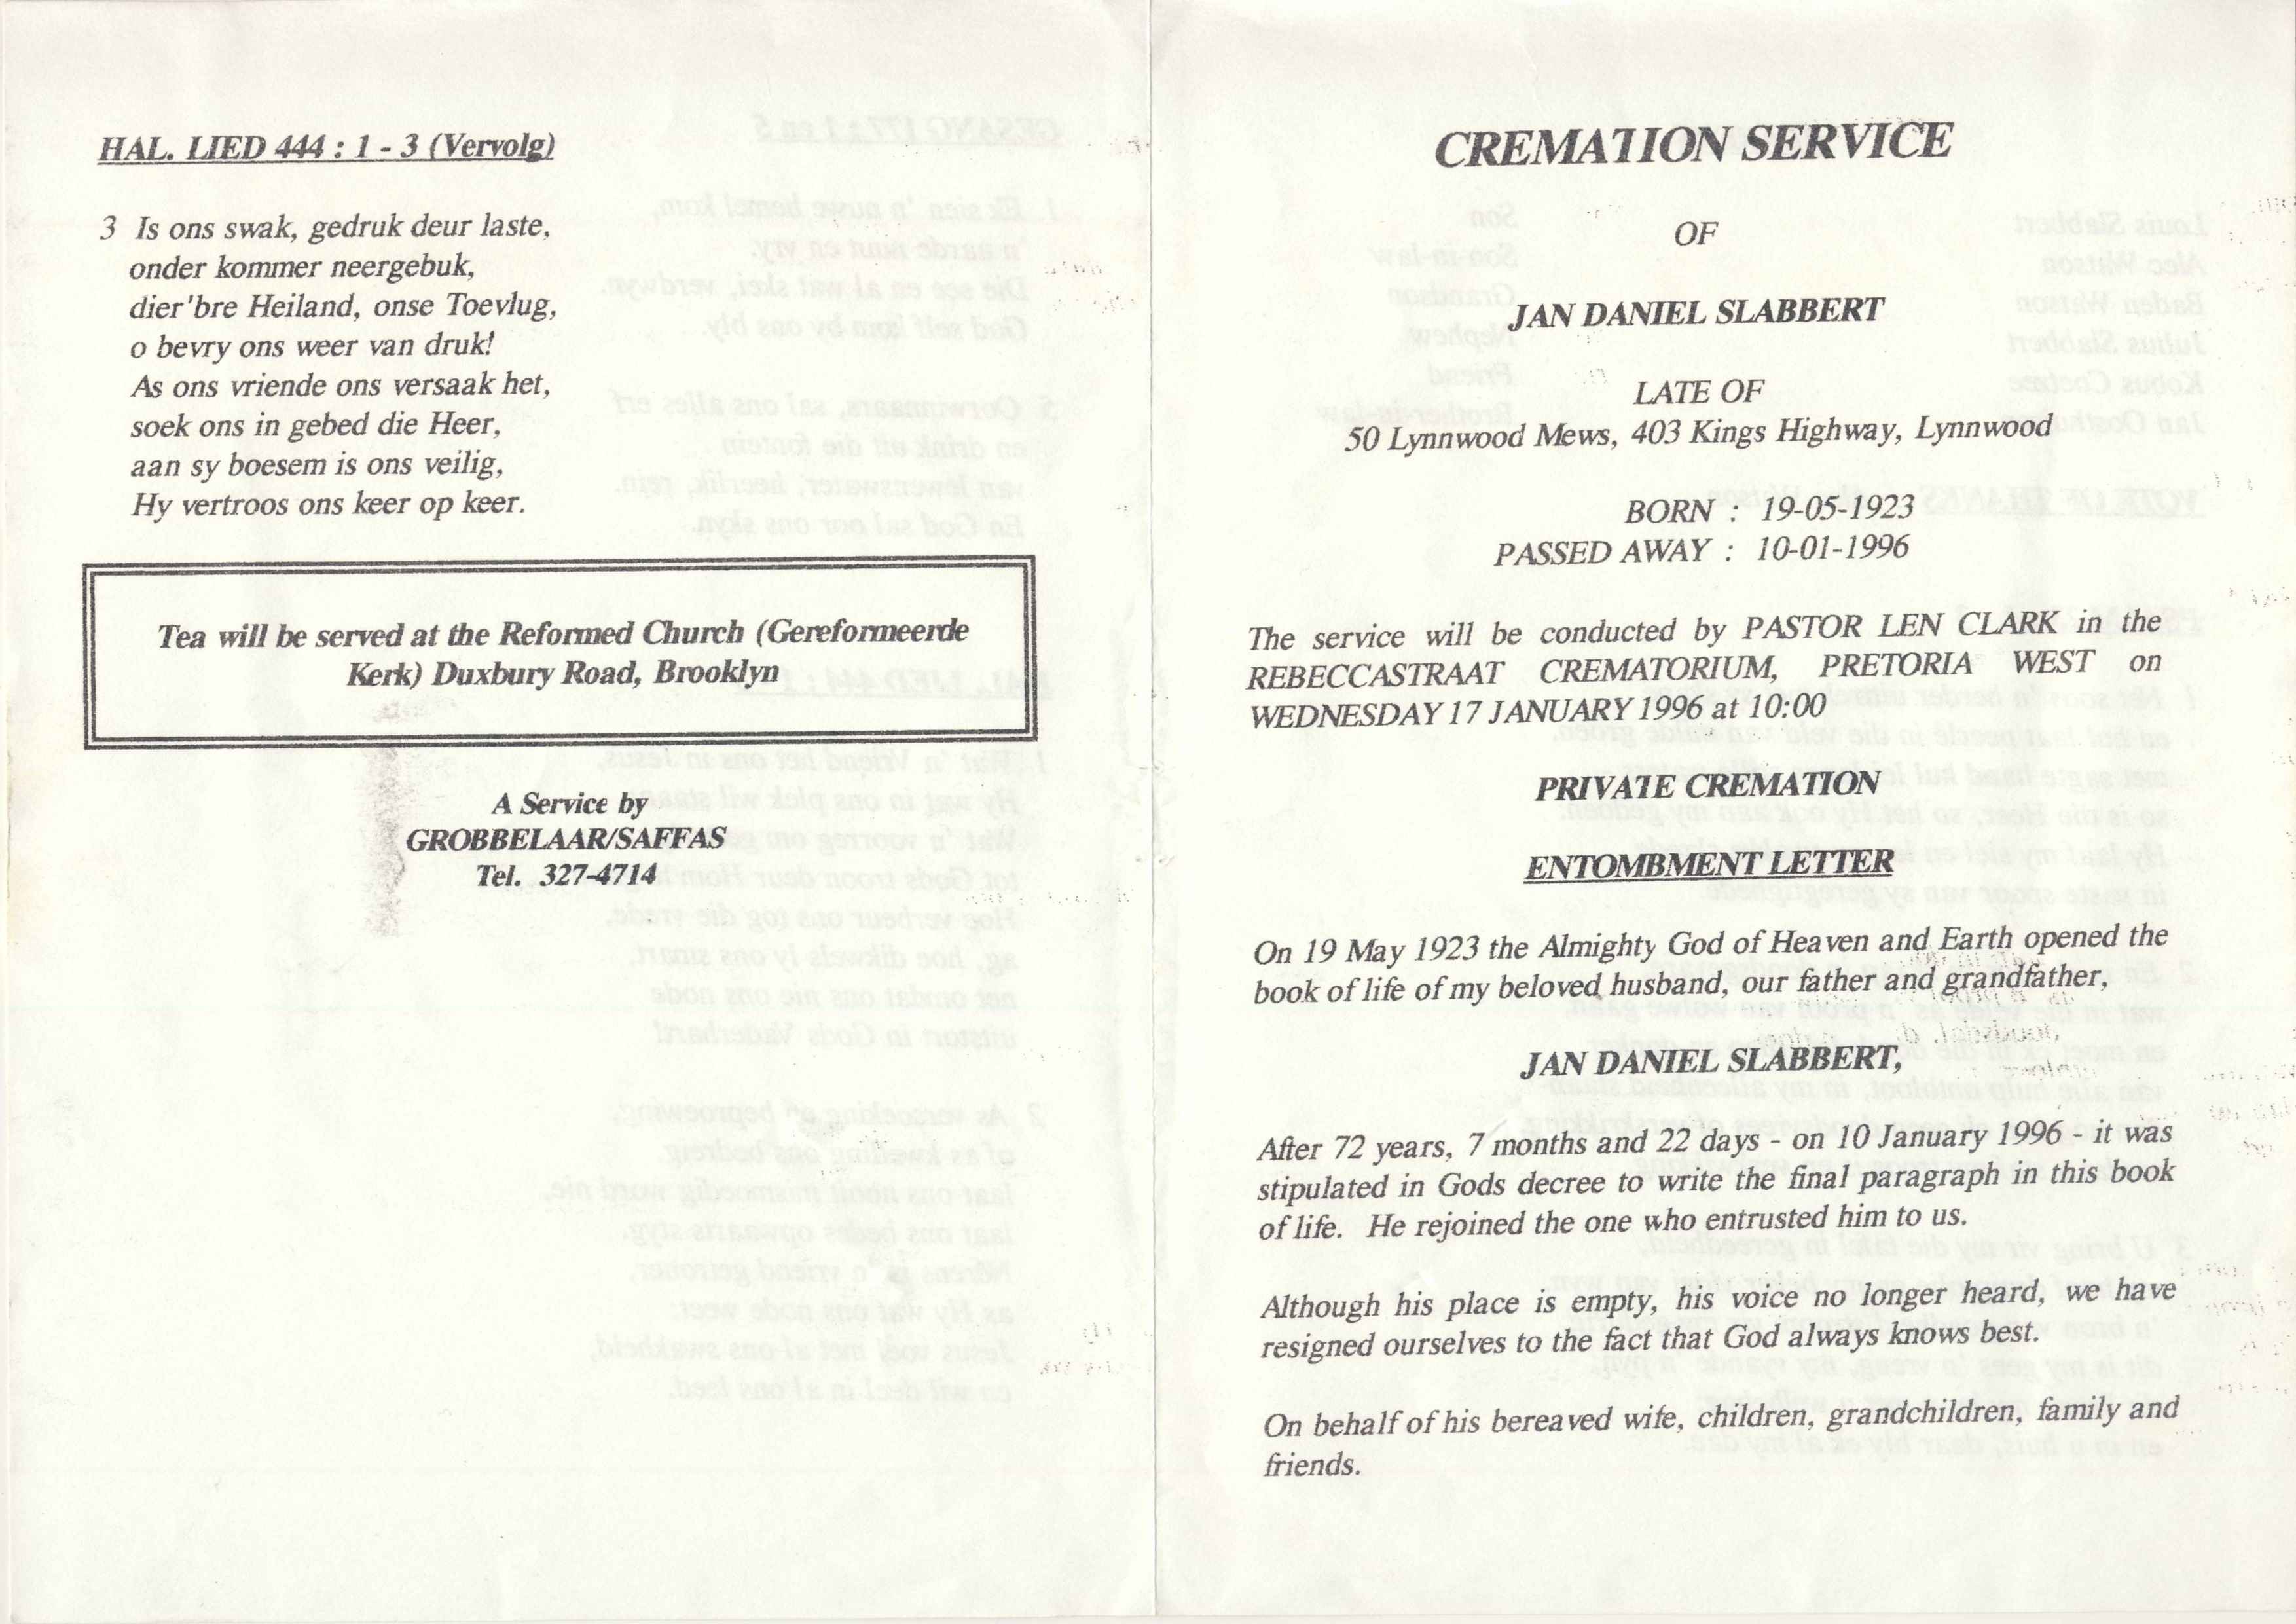 HAL. LIED 444 : 1 - 3 (Vervolg)
3 Is ons swak, gedruk deur laste,
onder kommer neergebuk,
dier'bre Heiland, onse Toevlug,
o bevry ons weer van druk!
As ons vriende ons versaak het,
soek ons in gebed die Heer,
aan sy boesem is ons veilig,
Hy vertroos ons keer op keer.
Tea will be served at the Reformed Church (Gereformeerde
Kerk) Duxbury Road, Brooklyn
A Service by
GROBBELAAR/SAFFAS
Tel. 327-4714
CREMATION SERVICE
OF
JAN DANIEL SLABBERT
LATE OF
50 Lynnwood Mews, 403 Kings Highway, Lynnwood
BORN : 19-05-1923
PASSED AWAY : 10-01-1996
The service will be conducted by PASTOR LEN CLARK in the
REBECCASTRAAT CREMATORIUM, PRETORIA WEST on
WEDNESDAY 17 JANUARY 1996 at 10:00
PRIVATE CREMATION
ENTOMBMENT LETTER
On 19 May 1923 the Almighty God of Heaven and Earth opened the
book of life of my beloved husband, our father and grandfather,
JAN DANIEL SLABBERT,
After 72 years, 7 months and 22 days - on 10 January 1996 - it was
stipulated in Gods decree to write the final paragraph in this book
of life. He rejoined the one who entrusted him to us.
Although his place is empty, his voice no longer heard, we have
resigned ourselves to the fact that God always knows best.
On behalf of his bereaved wife, children, grandchildren, family and
friends.